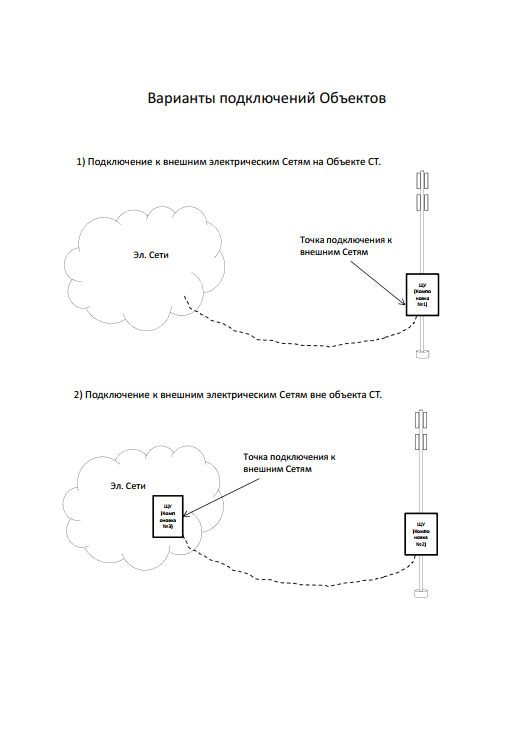 Варианты подключений Объектов
1) Подключение к внешним электрическим Сетям на Объекте СТ.
Точка подключения к
внешним Сетям
Эл. Сети
ЩУ
(Компо
новка
№1)
2) Подключение к внешним электрическим Сетям вне объекта СТ.
Точка подключения к
внешним Сетям
Эл. Сети
ЩУ
(Комп
оновка
№3)
ЩУ
(Компо
новка
№2)